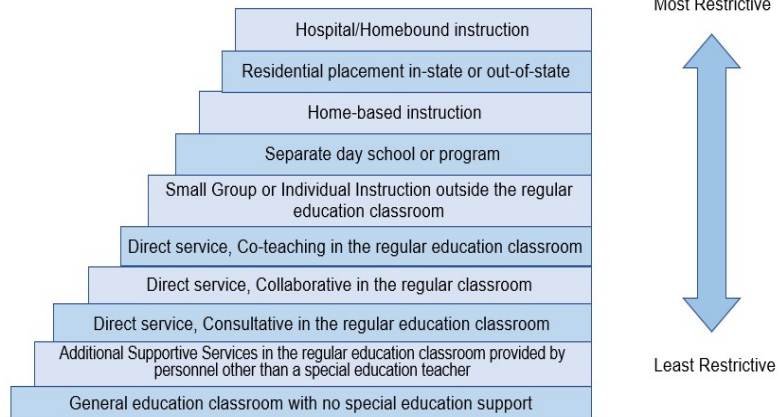 Most Restrictive
Hospital/Homebound instruction
Residential placement in-state or out-of-state
Home-based instruction
Separate day school or program
Small Group or Individual Instruction outside the regular
education classroom
Direct service, Co-teaching in the regular education classroom
Direct service, Collaborative in the regular classroom
Direct service, Consultative in the regular education classroom
Additional Supportive Services in the regular education classroom provided by
personnel other than a special education teacher
Least Restrictive
General education classroom with no special education support